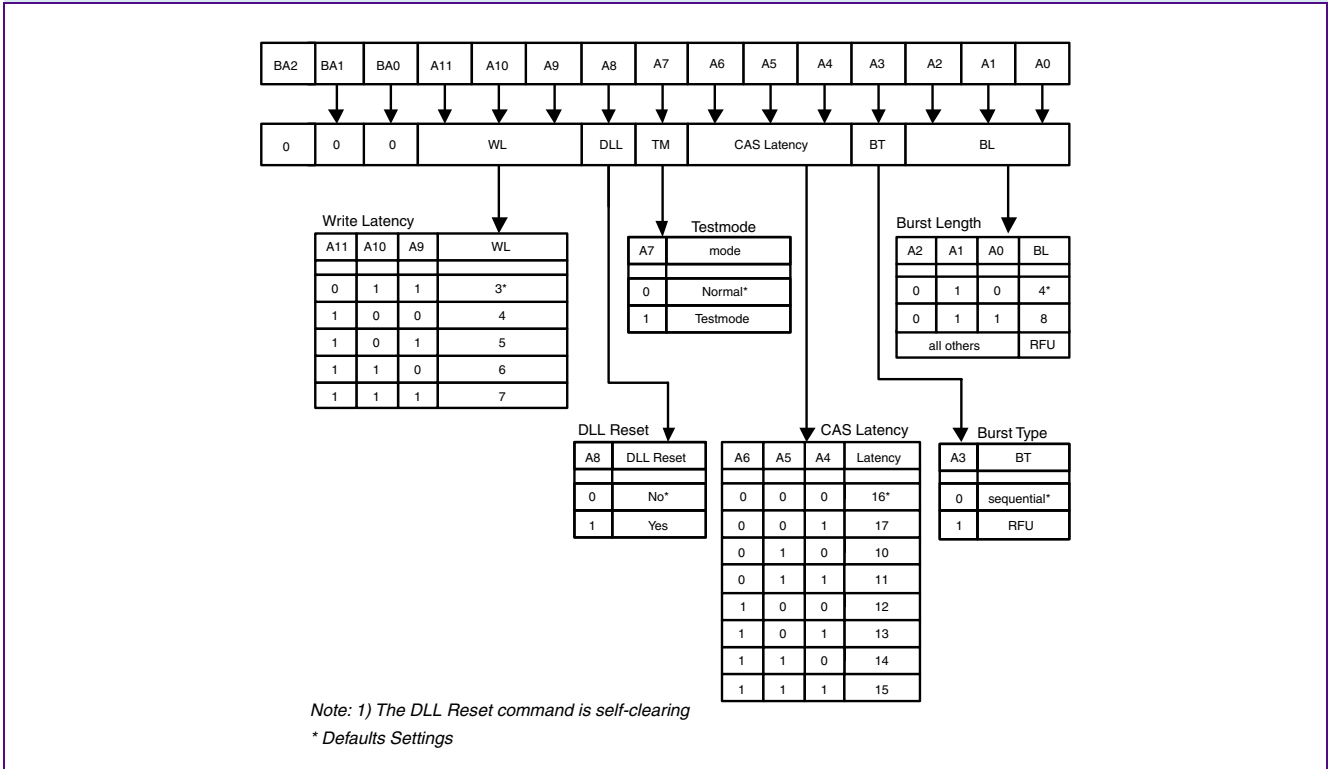 BA2 BA1 BA0 A11 A10 A9 A8 A7 A6 A5 A4 A3 A2 A1 A0
0 0 0 WL DLL TM CAS Latency BT BL
Write Latency
A11 A10 A9 WL
0 1 1 3*
1 0 0 4
1 0 1 5
1 1 0 6
1 1 1 7
Testmode
A7 mode
0 Normal*
1 Testmode
Burst Length
A2 A1 A0 BL
0 1 0 4*
0 1 1 8
all others RFU
DLL Reset
A8 DLL Reset
0 No*
1 Yes
CAS Latency
A6 A5 A4 Latency
0 0 0 16*
0 0 1 17
0 1 0 10
0 1 1 11
1 0 0 12
1 0 1 13
1 1 0 14
1 1 1 15
Burst Type
A3 BT
0 sequential*
1 RFU
Note: 1) The DLL Reset command is self-clearing
* Defaults Settings